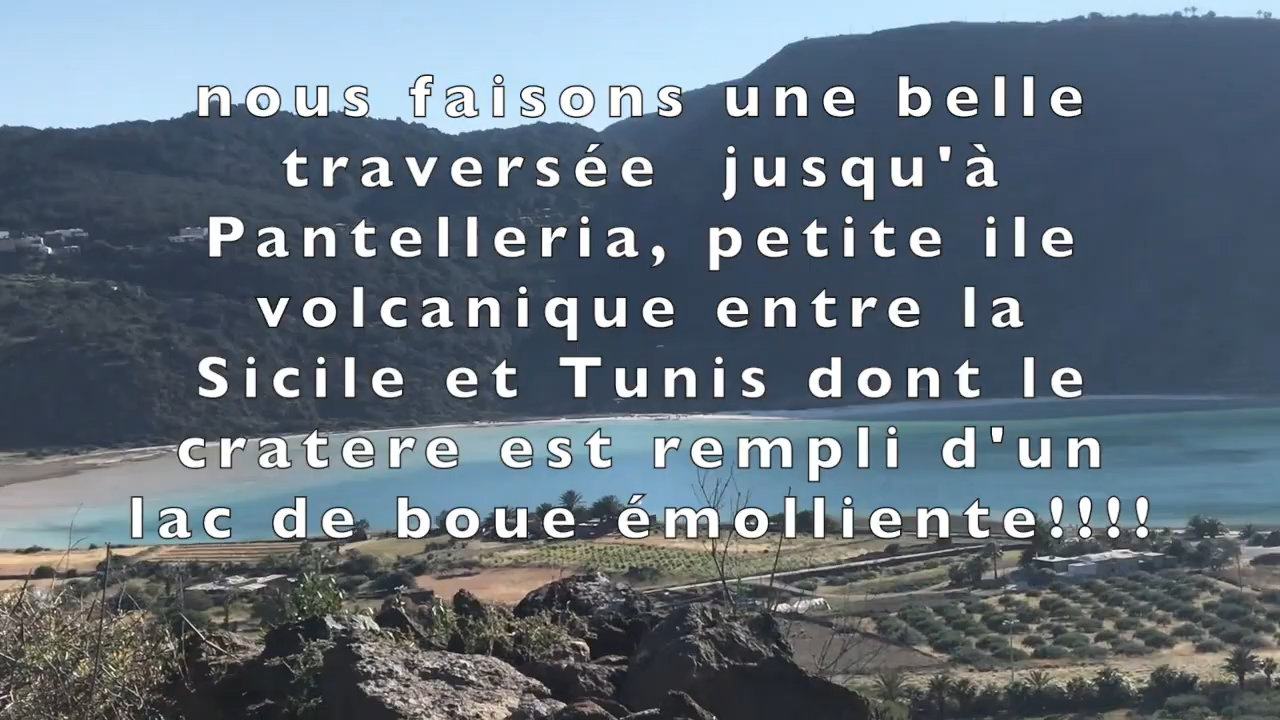 nous faisons une belle
traversée jusqu'à
Pantelleria, petite ile
volcanique entre la
Sicile et Tunis dont le
cratere est rempli d'un
lac de boue émolliente!!!!